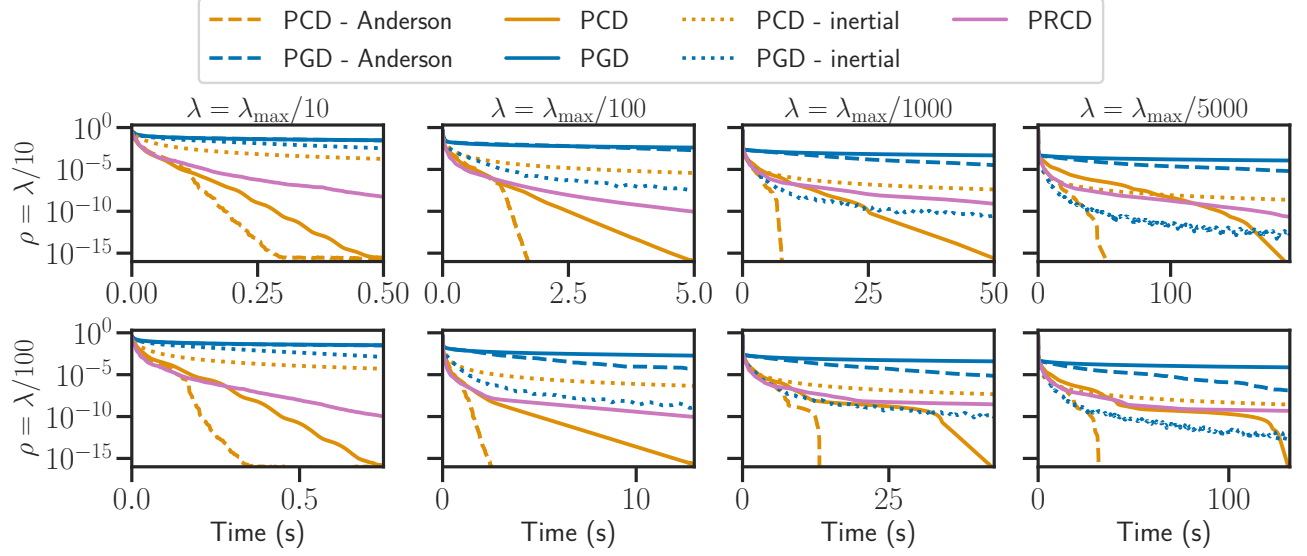 PCD - Anderson PCD PCD - inertial PRCD
PGD - Anderson PGD PGD - inertial
λ = λmax/10 λ = λmax/100 λ = λmax/1000 λ = λmax/5000
ρ = λ/10
10^0
10^-5
10^-10
10^-15
0.00 0.25 0.50 0.0 2.5 5.0 0 25 50 0 100
ρ = λ/100
10^0
10^-5
10^-10
10^-15
0.0 0.5 0 10 0 25 0 100
Time (s) Time (s) Time (s) Time (s)